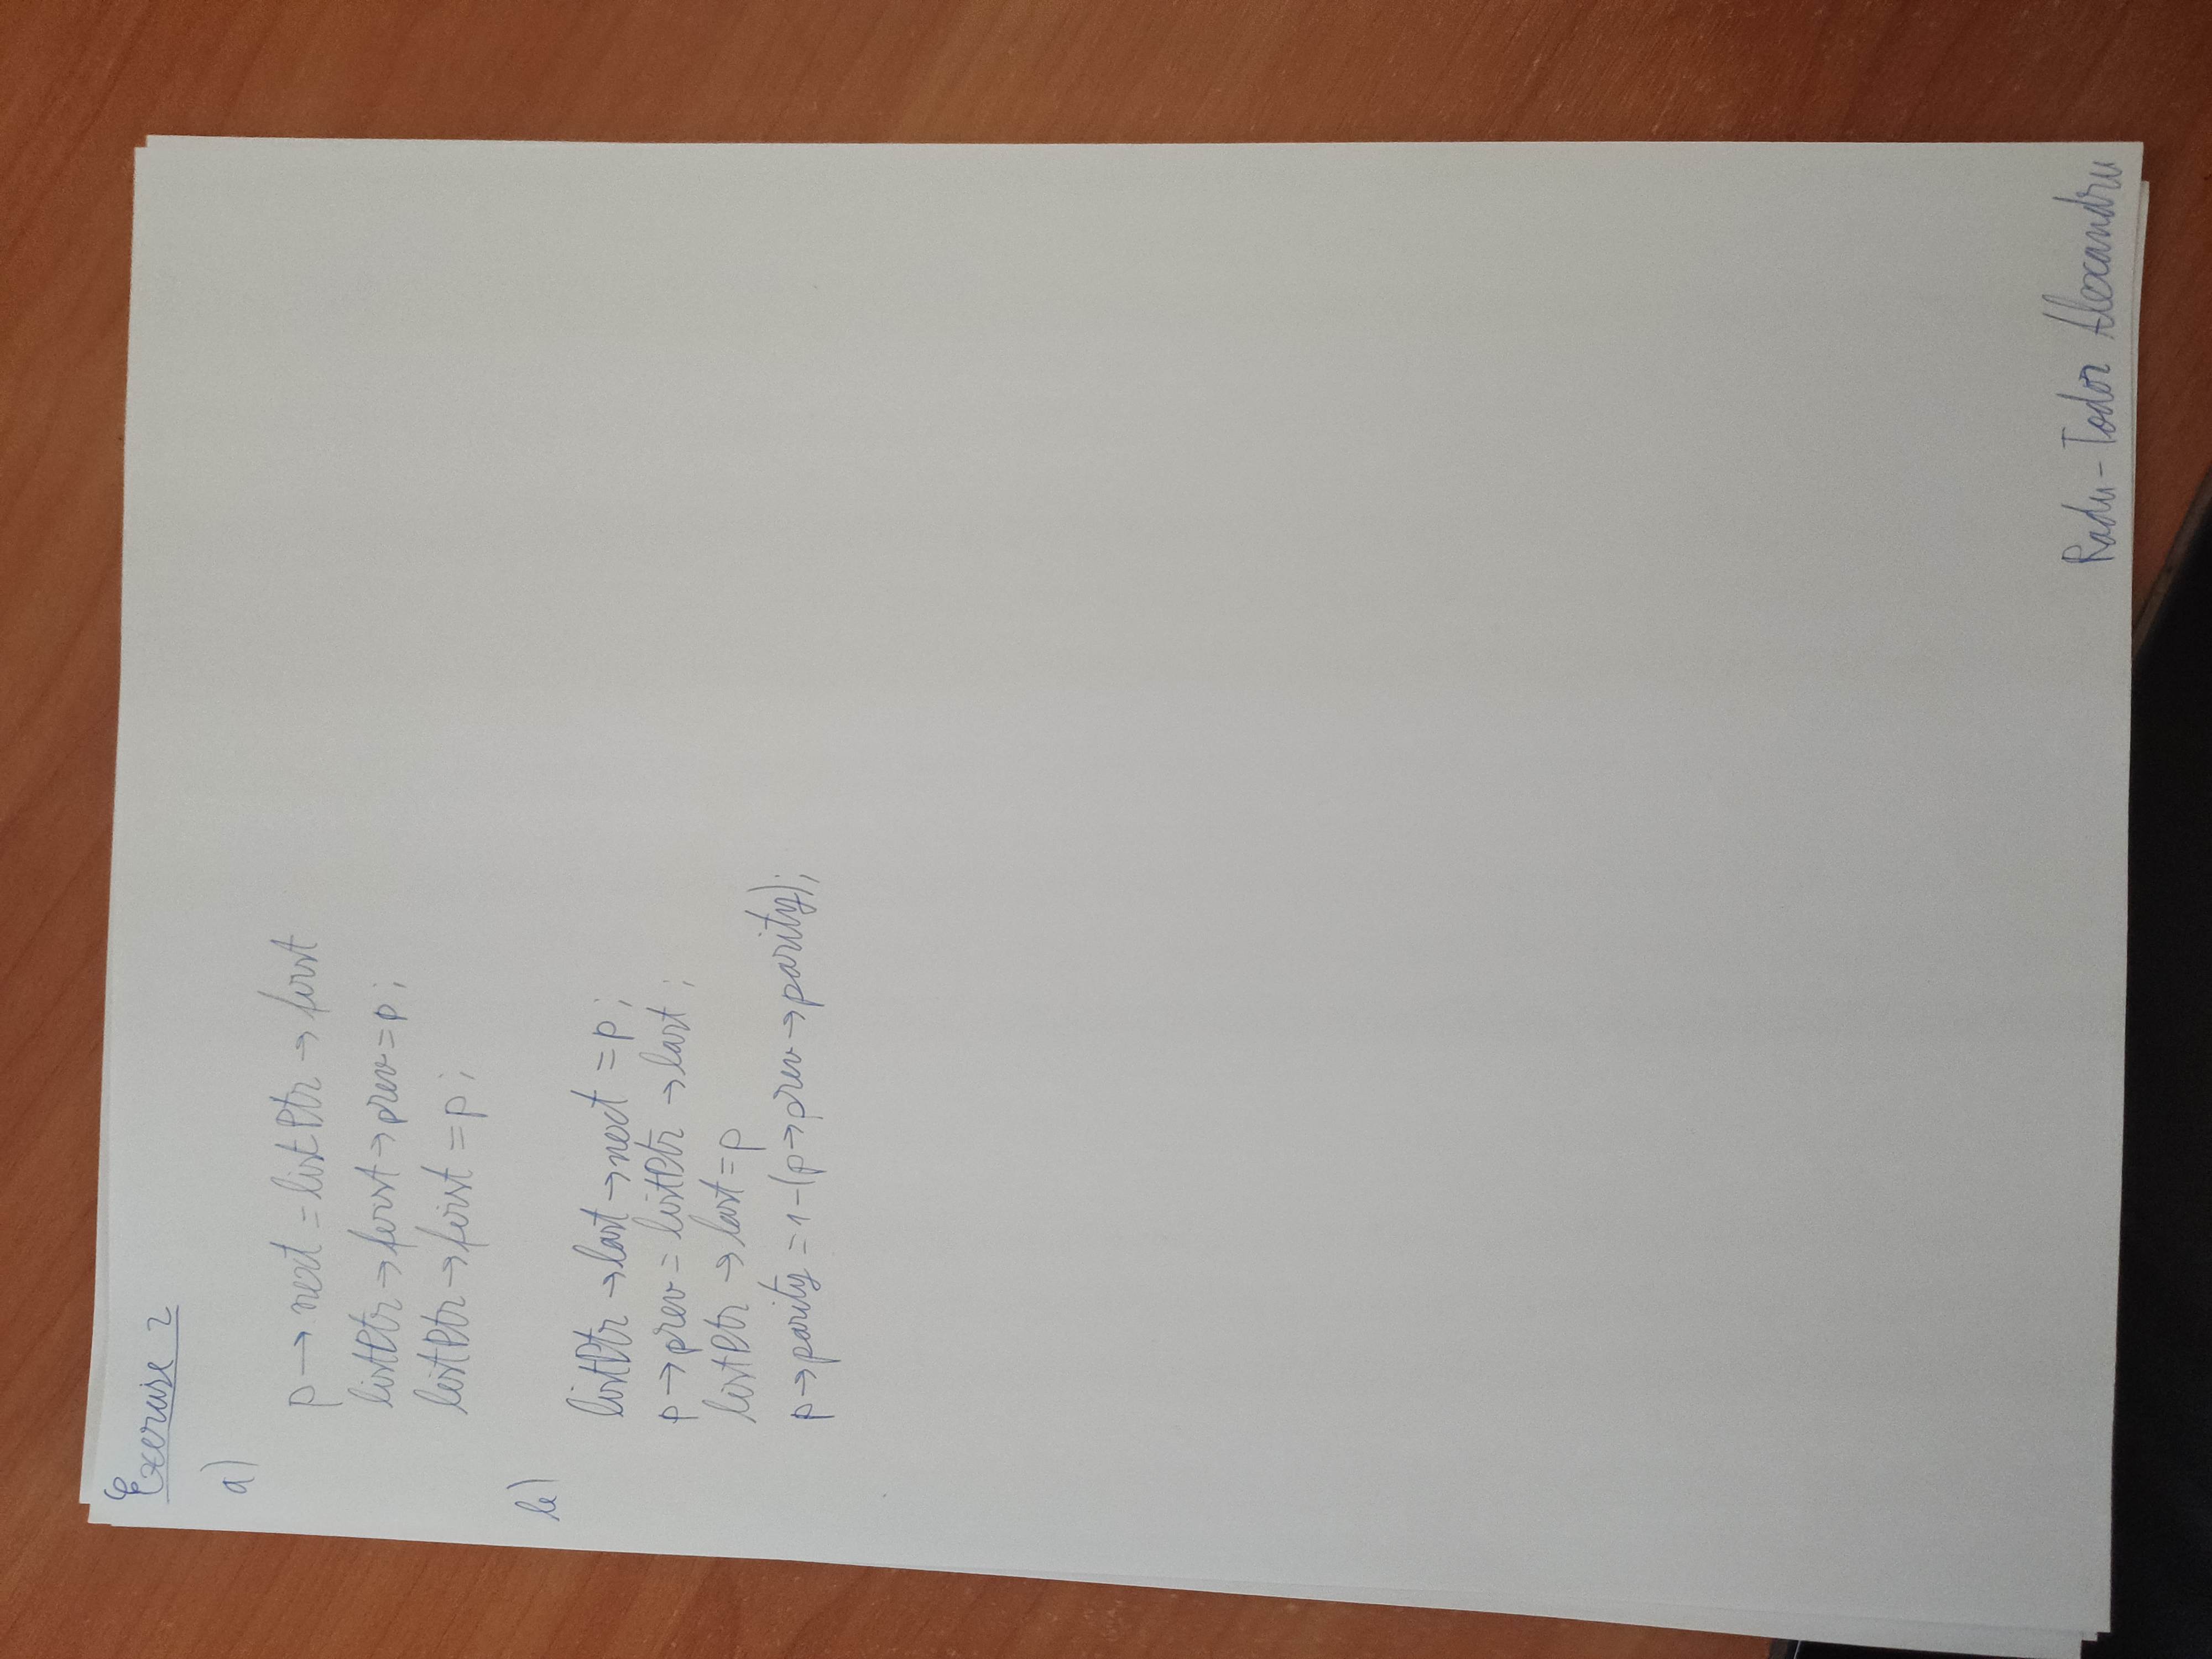 Exercise 2
a)
p → next = listPtr → first
listPtr → first → prev = p ;
listPtr → first = p ;
b)
listPtr → last → next = p ;
p → prev = listPtr → last ;
listPtr → last = p
p → parity = 1 - (p → prev → parity);
Radu - Todor Alexandru